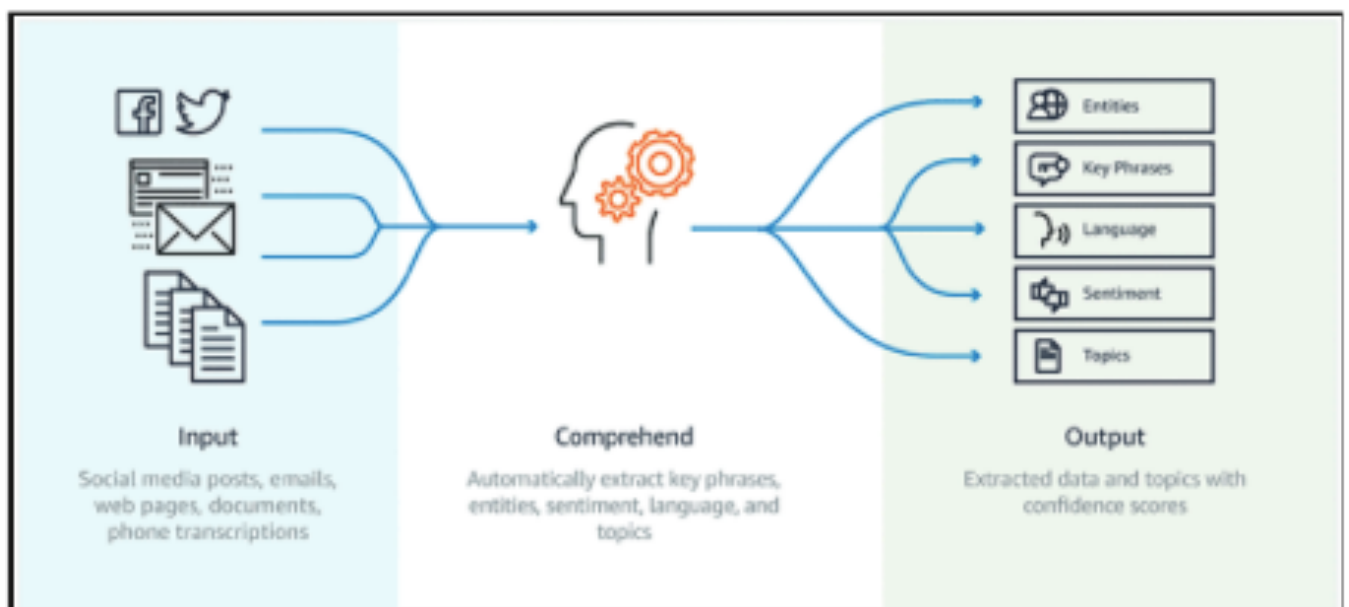 Entities
Key Phrases
Language
Sentiment
Topics
Input
Social media posts, emails,
web pages, documents,
phone transcriptions
Comprehend
Automatically extract key phrases,
entities, sentiment, language, and
topics
Output
Extracted data and topics with
confidence scores